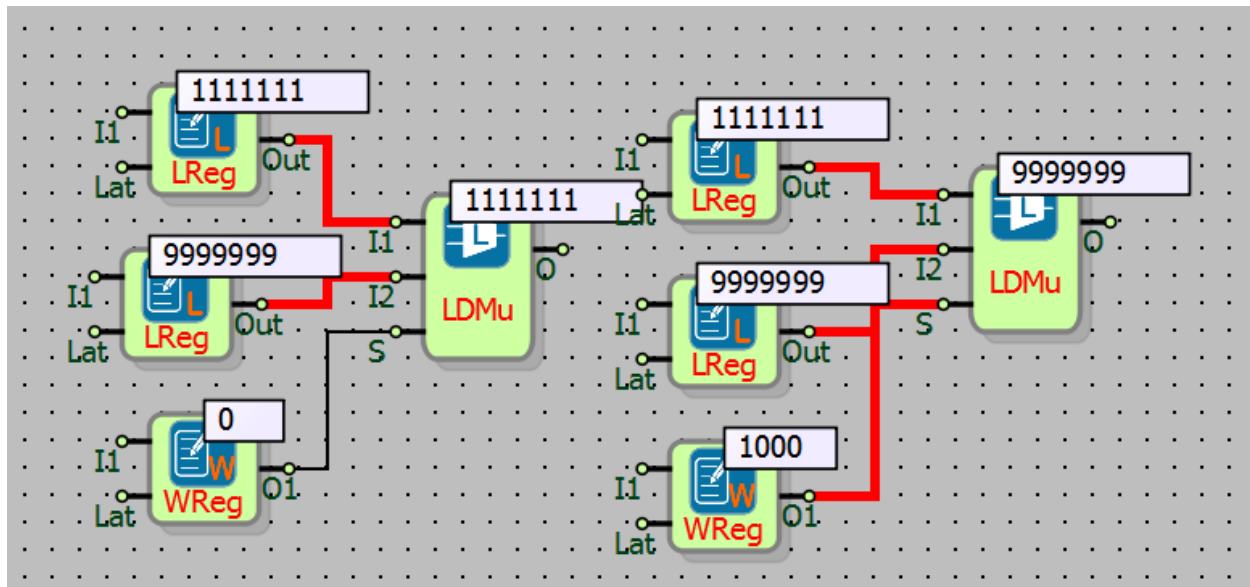 1111111
I1
L
Out
Lat
LReg
1111111
I1
L
O
I2
LDMu
S
9999999
I1
L
Out
Lat
LReg
0
I1
W
O1
Lat
WReg
1111111
I1
L
Out
Lat
LReg
9999999
I1
L
O
I2
LDMu
S
9999999
I1
L
Out
Lat
LReg
1000
I1
W
O1
Lat
WReg